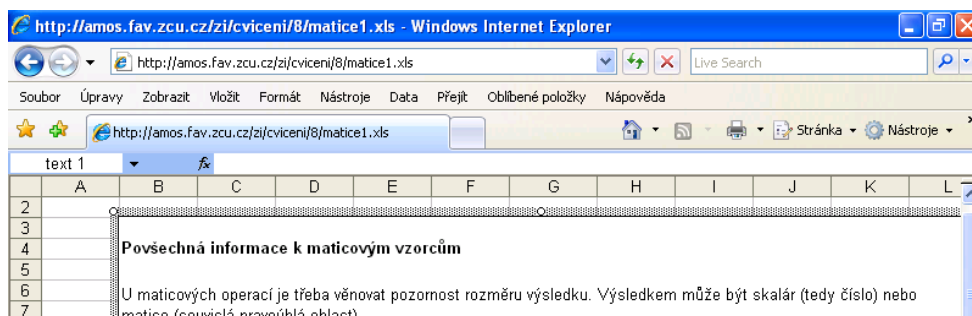 http://amos.fav.zcu.cz/zi/cviceni/8/matice1.xls - Windows Internet Explorer
http://amos.fav.zcu.cz/zi/cviceni/8/matice1.xls Live Search
Soubor Úpravy Zobrazit Vložit Formát Nástroje Data Přejít Oblíbené položky Nápověda
http://amos.fav.zcu.cz/zi/cviceni/8/matice1.xls Stránka Nástroje
text 1 fx
A B C D E F G H I J K L
2
3
4 Povšechná informace k maticovým vzorcům
5
6 U maticových operací je třeba věnovat pozornost rozměru výsledku. Výsledkem může být skalár (tedy číslo) nebo
7 matice (souvislá pravoúhlá oblast)